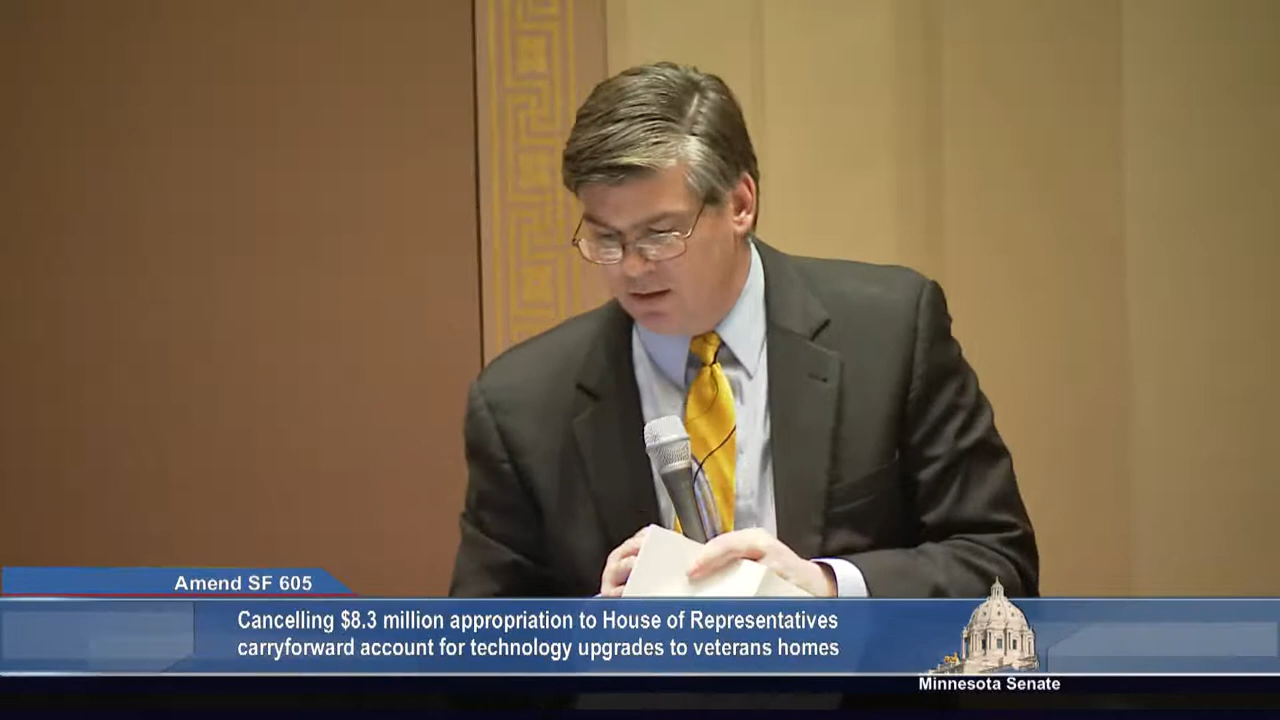 Amend SF 605
Cancelling $8.3 million appropriation to House of Representatives
carryforward account for technology upgrades to veterans homes
Minnesota Senate